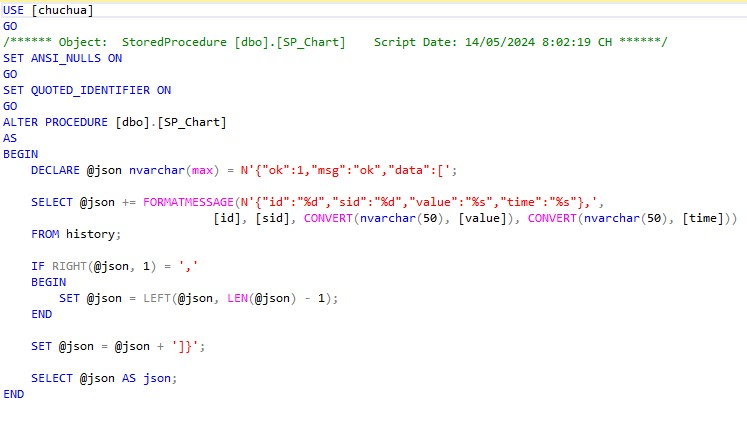 USE [chuchua]
GO
/****** Object:  StoredProcedure [dbo].[SP_Chart]    Script Date: 14/05/2024 8:02:19 CH ******/
SET ANSI_NULLS ON
GO
SET QUOTED_IDENTIFIER ON
GO
ALTER PROCEDURE [dbo].[SP_Chart]
AS
BEGIN
    DECLARE @json nvarchar(max) = N'{"ok":1,"msg":"ok","data":[';
    SELECT @json += FORMATMESSAGE(N'{"id":"%d","sid":"%d","value":"%s","time":"%s"},',
                              [id], [sid], CONVERT(nvarchar(50), [value]), CONVERT(nvarchar(50), [time]))
    FROM history;
    IF RIGHT(@json, 1) = ','
    BEGIN
        SET @json = LEFT(@json, LEN(@json) - 1);
    END
    SET @json = @json + ']}';
    SELECT @json AS json;
END